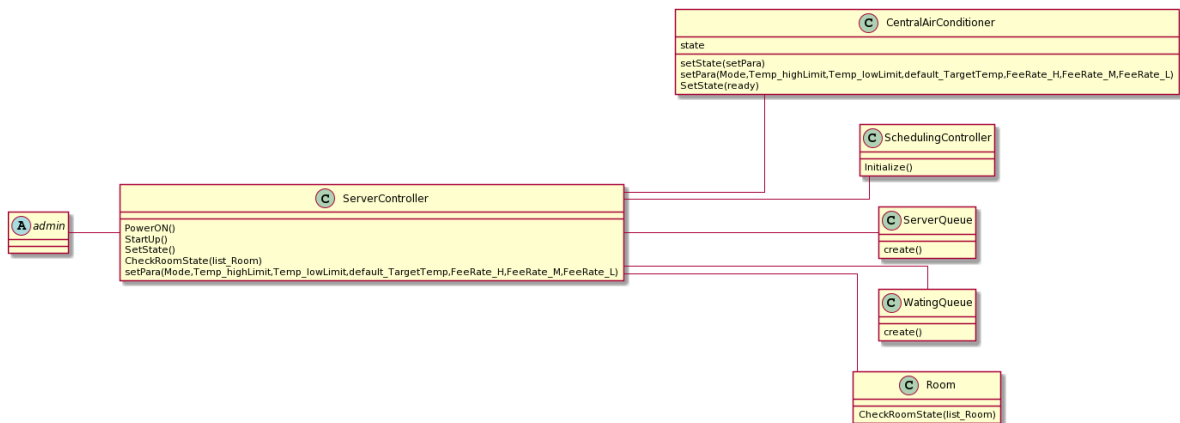 C CentralAirConditioner
state
setState(setPara)
setPara(Mode,Temp_highLimit,Temp_lowLimit,default_TargetTemp,FeeRate_H,FeeRate_M,FeeRate_L)
SetState(ready)
C SchedulingController
Initialize()
C ServerController
PowerON()
StartUp()
SetState()
CheckRoomState(list_Room)
setPara(Mode,Temp_highLimit,Temp_lowLimit,default_TargetTemp,FeeRate_H,FeeRate_M,FeeRate_L)
A admin
C ServerQueue
create()
C WatingQueue
create()
C Room
CheckRoomState(list_Room)